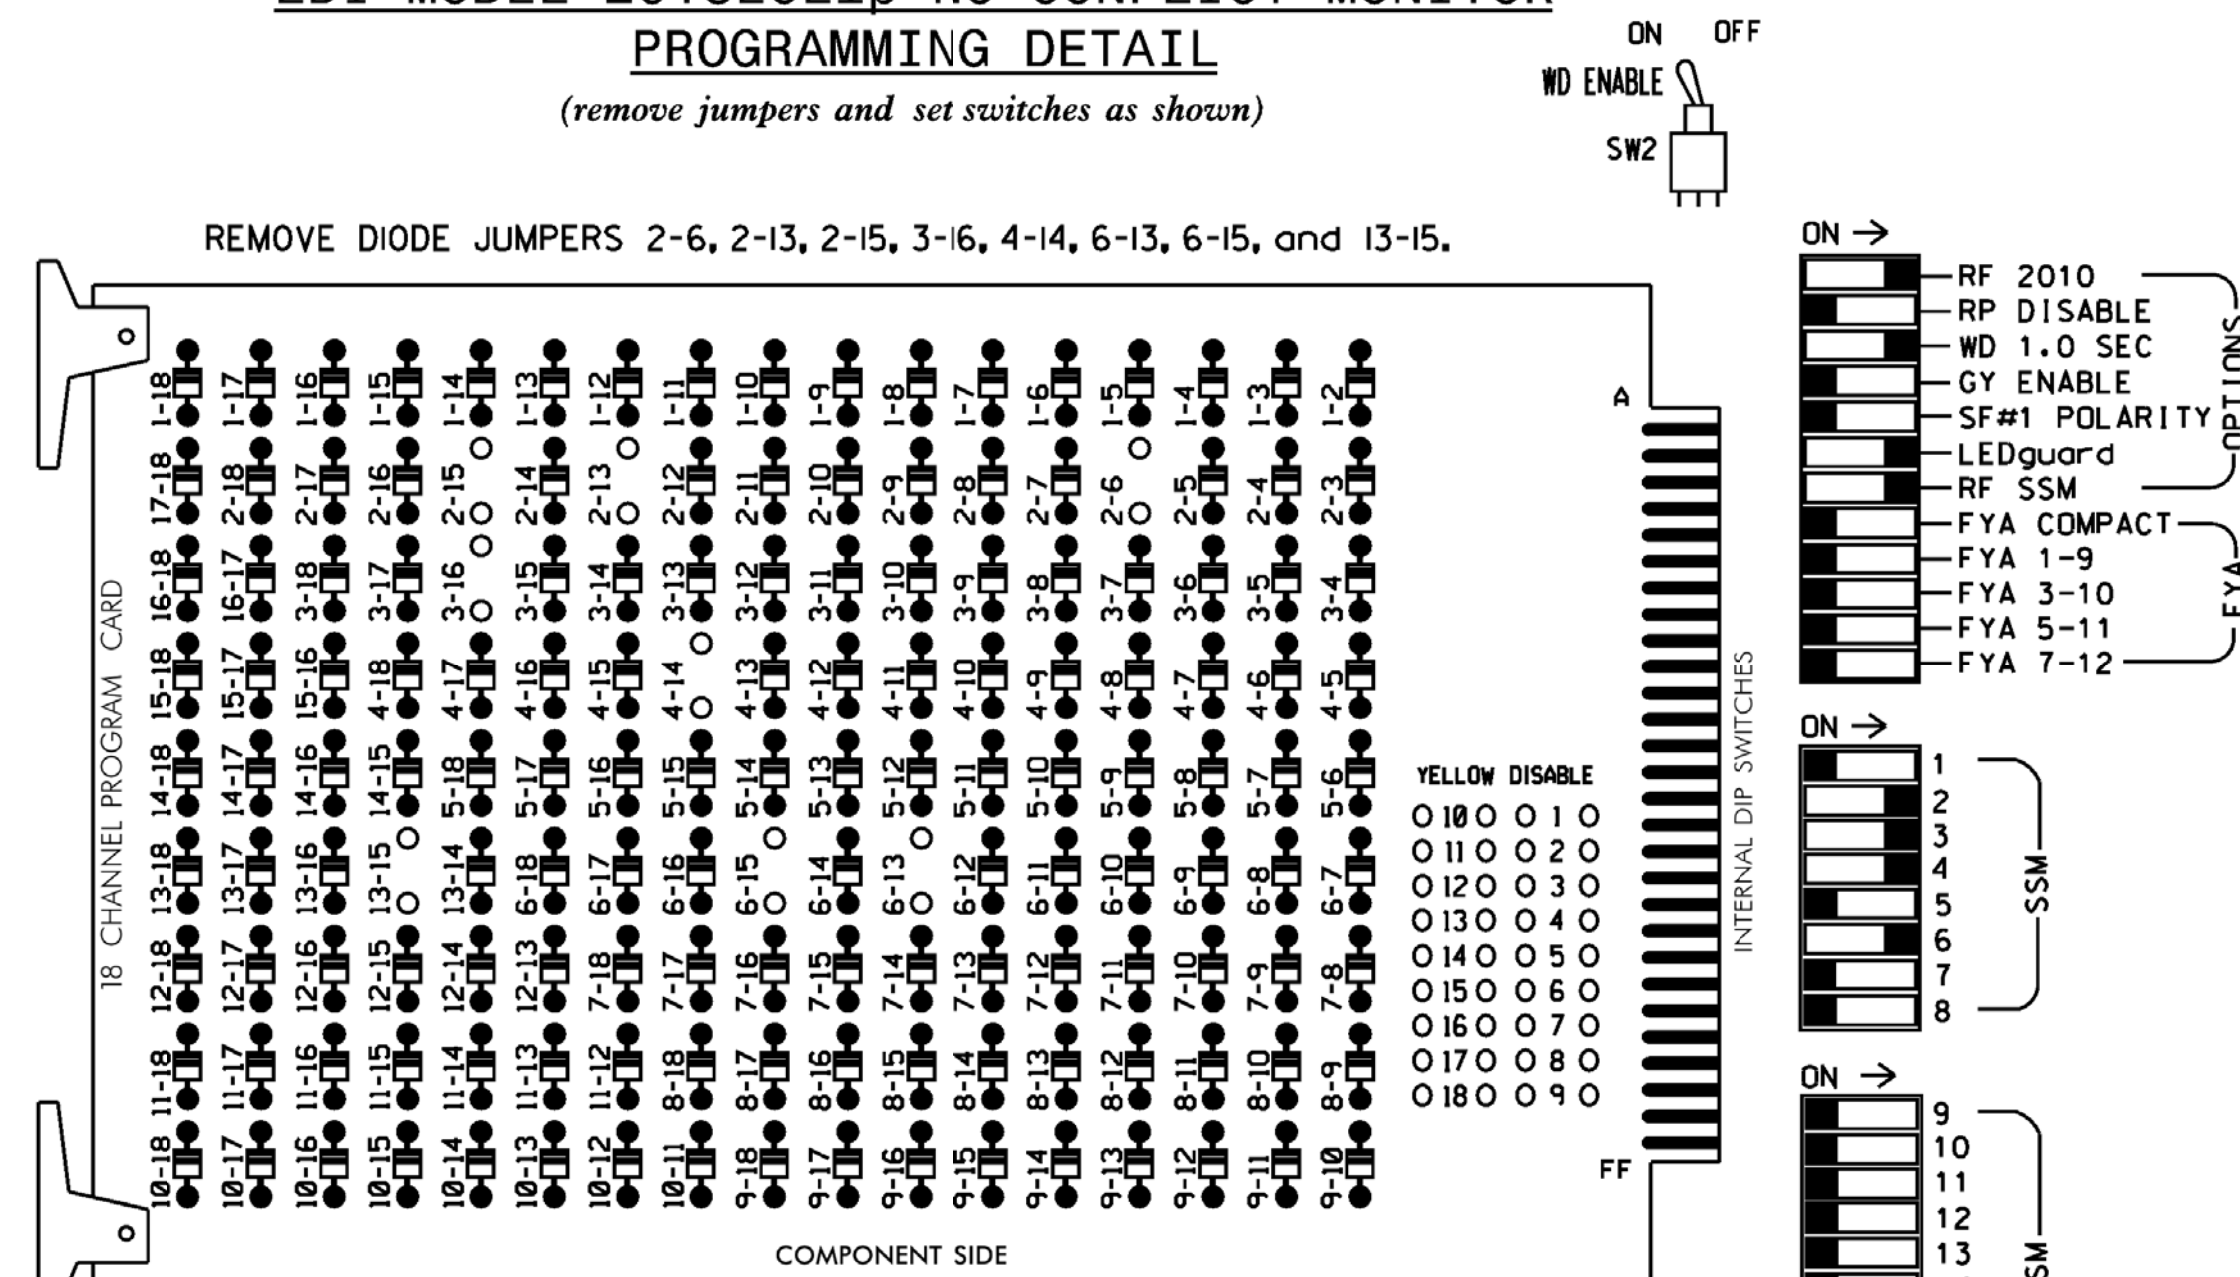 PROGRAMMING DETAIL
(remove jumpers and set switches as shown)
ON OFF
WD ENABLE
SW2
REMOVE DIODE JUMPERS 2-6, 2-13, 2-15, 3-16, 4-14, 6-13, 6-15, and 13-15.
18 CHANNEL PROGRAM CARD
1-18 1-17 1-16 1-15 1-14 1-13 1-12 1-11 1-10 1-9 1-8 1-7 1-6 1-5 1-4 1-3 1-2
17-18 2-18 2-17 2-16 2-15 2-14 2-13 2-12 2-11 2-10 2-9 2-8 2-7 2-6 2-5 2-4 2-3
16-18 16-17 3-18 3-17 3-16 3-15 3-14 3-13 3-12 3-11 3-10 3-9 3-8 3-7 3-6 3-5 3-4
15-18 15-17 15-16 4-18 4-17 4-16 4-15 4-14 4-13 4-12 4-11 4-10 4-9 4-8 4-7 4-6 4-5
14-18 14-17 14-16 14-15 5-18 5-17 5-16 5-15 5-14 5-13 5-12 5-11 5-10 5-9 5-8 5-7 5-6
13-18 13-17 13-16 13-15 13-14 6-18 6-17 6-16 6-15 6-14 6-13 6-12 6-11 6-10 6-9 6-8 6-7
12-18 12-17 12-16 12-15 12-14 12-13 7-18 7-17 7-16 7-15 7-14 7-13 7-12 7-11 7-10 7-9 7-8
11-18 11-17 11-16 11-15 11-14 11-13 11-12 8-18 8-17 8-16 8-15 8-14 8-13 8-12 8-11 8-10 8-9
10-18 10-17 10-16 10-15 10-14 10-13 10-12 10-11 9-18 9-17 9-16 9-15 9-14 9-13 9-12 9-11 9-10
COMPONENT SIDE
A
YELLOW DISABLE
10 1
11 2
12 3
13 4
14 5
15 6
16 7
17 8
18 9
FF
INTERNAL DIP SWITCHES
ON
RF 2010
RP DISABLE
WD 1.0 SEC
GY ENABLE
SF#1 POLARITY
LEDguard
RF SSM
OPTIONS
FYA COMPACT
FYA 1-9
FYA 3-10
FYA 5-11
FYA 7-12
FYA
ON
1
2
3
4
5
6
7
8
SSM
ON
9
10
11
12
13